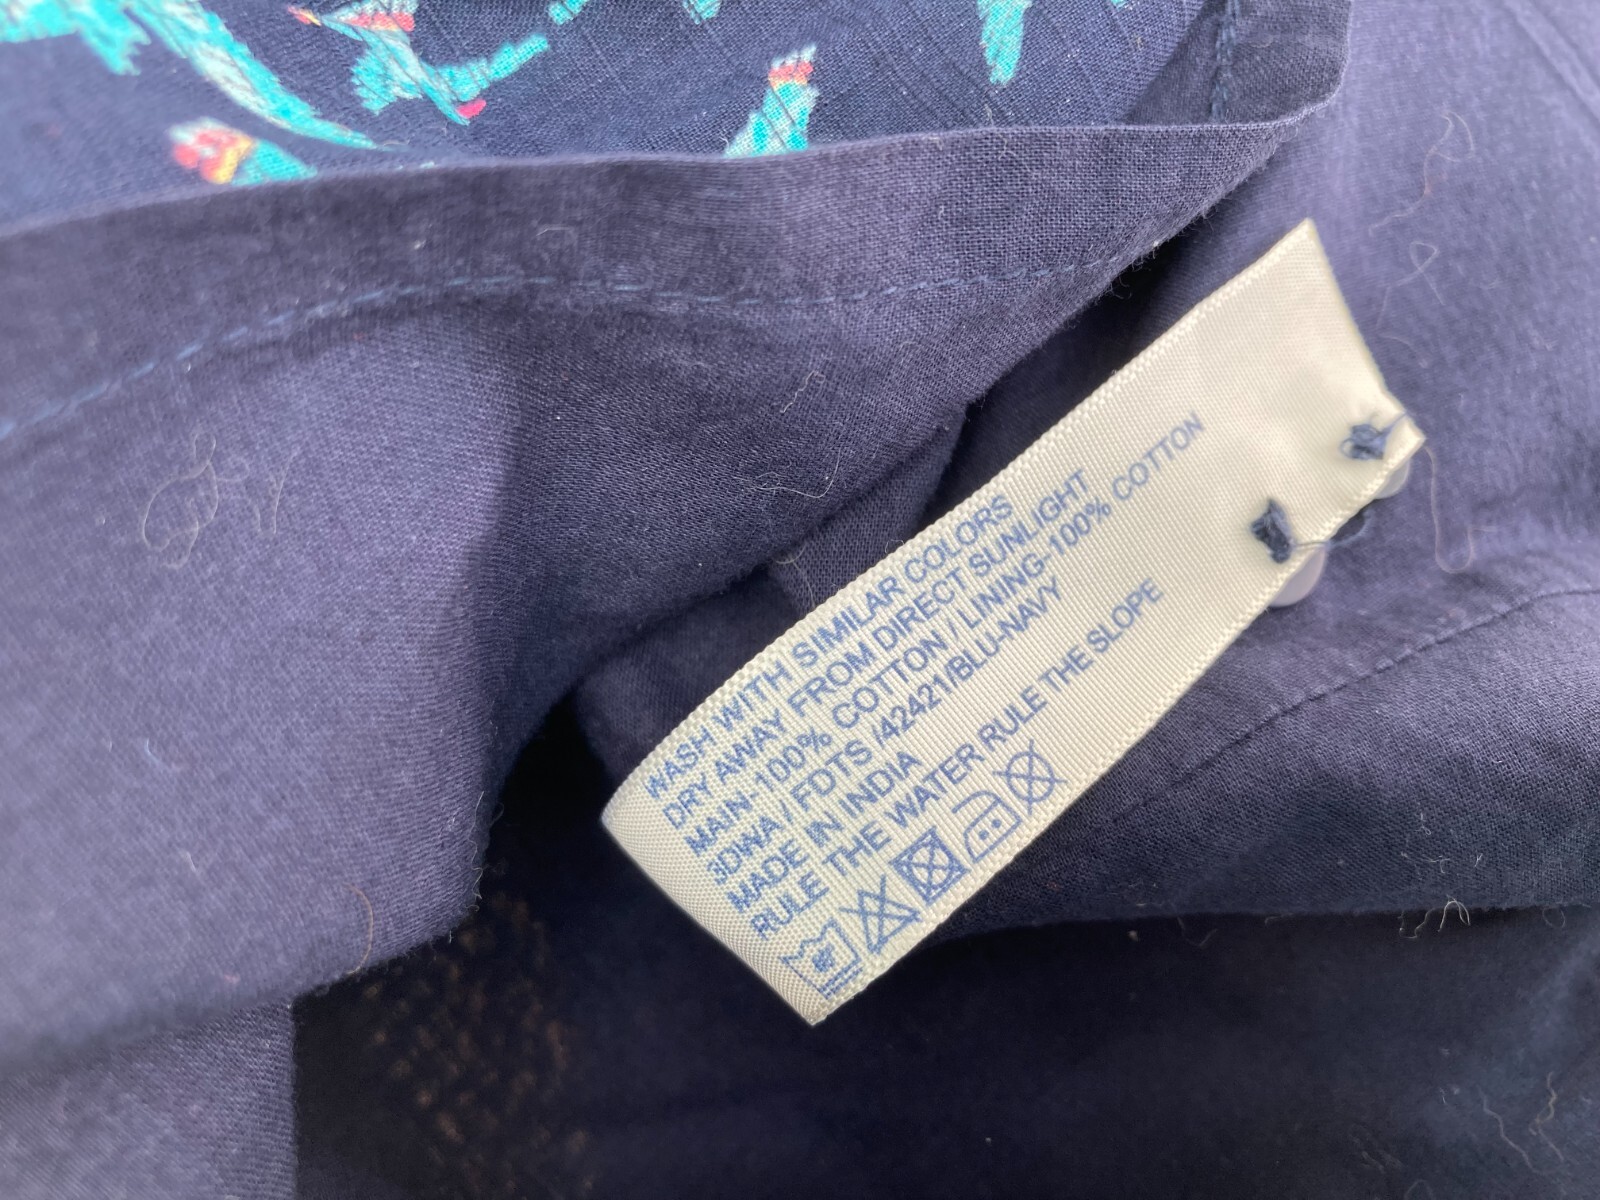 WASH WITH SIMILAR COLORS
DRY AWAY FROM DIRECT SUNLIGHT
MAIN-100% COTTON / LINING-100% COTTON
3DWA / FDTS /42421/BLU-NAVY
MADE IN INDIA
RULE THE WATER RULE THE SLOPE